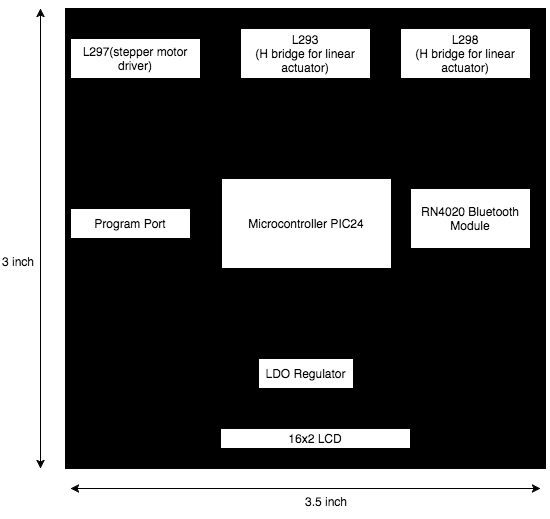 L297(stepper motor
driver)
L293
(H bridge for linear
actuator)
L298
(H bridge for linear
actuator)
Program Port
Microcontroller PIC24
RN4020 Bluetooth
Module
3 inch
LDO Regulator
16x2 LCD
3.5 inch